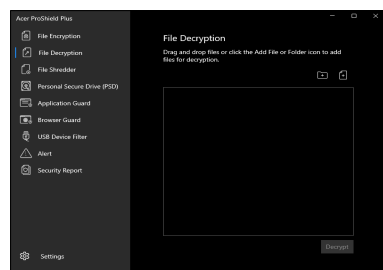 Acer ProShield Plus
File Encryption
File Decryption
File Shredder
Personal Secure Drive (PSD)
Application Guard
Browser Guard
USB Device Filter
Alert
Security Report
Settings
File Decryption
Drag and drop files or click the Add File or Folder icon to add
files for decryption.
Decrypt